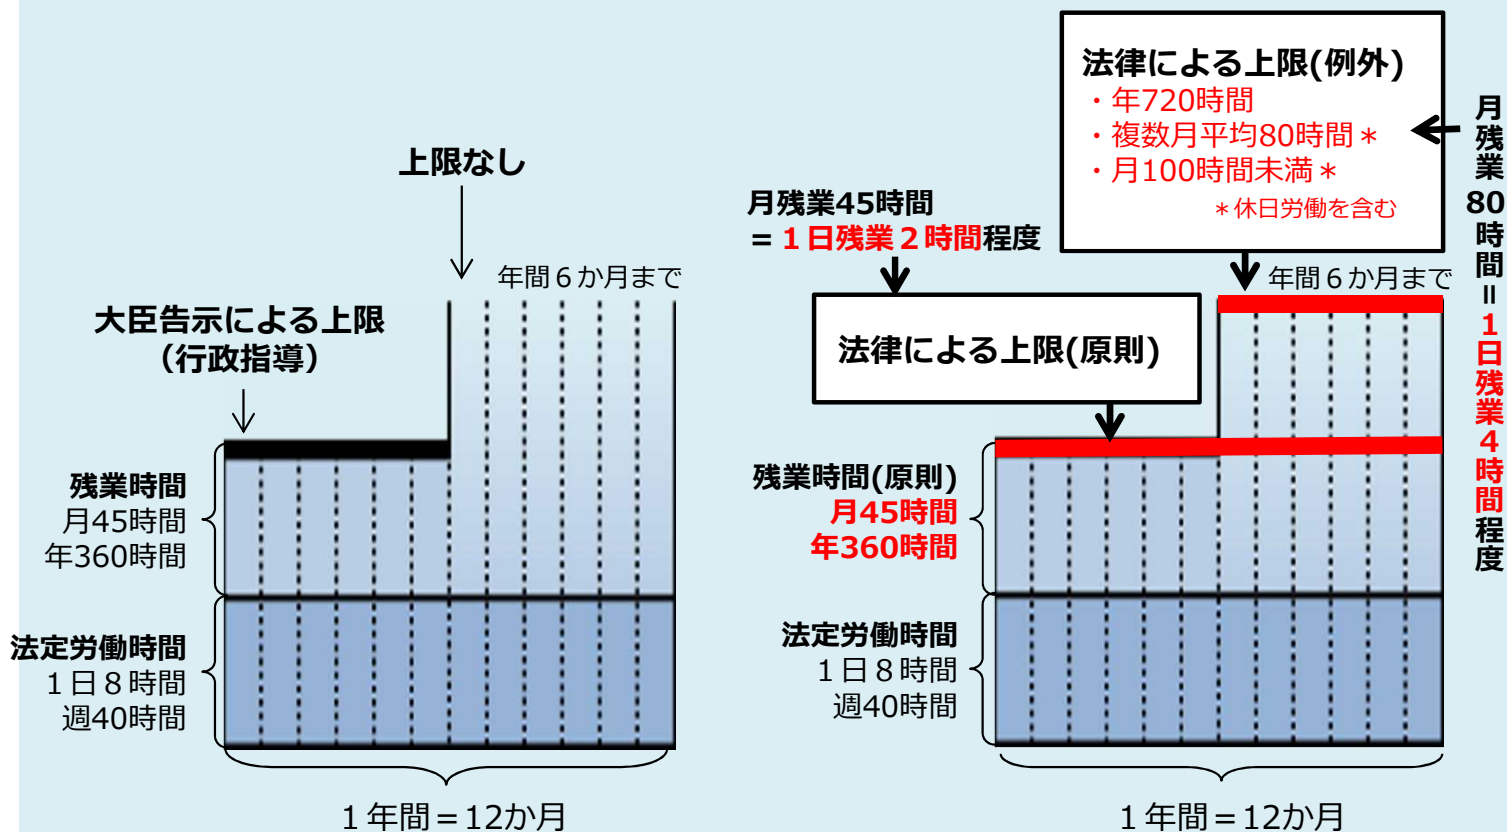 上限なし
年間６か月まで
大臣告示による上限
（行政指導）
残業時間
月45時間
年360時間
法定労働時間
１日８時間
週40時間
１年間＝12か月
法律による上限(例外)
・年720時間
・複数月平均80時間＊
・月100時間未満＊
＊休日労働を含む
月残業80時間＝１日残業４時間程度
月残業45時間
＝１日残業２時間程度
年間６か月まで
法律による上限(原則)
残業時間(原則)
月45時間
年360時間
法定労働時間
１日８時間
週40時間
１年間＝12か月